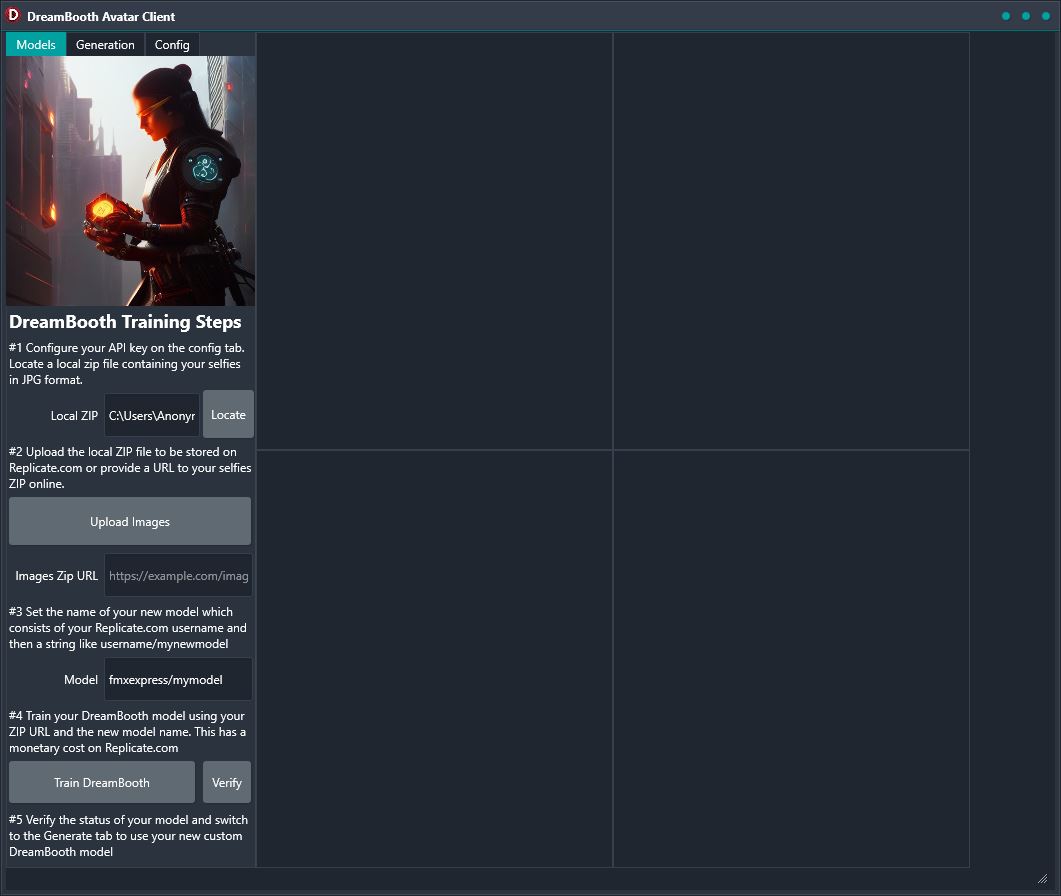 D DreamBooth Avatar Client
Models Generation Config
DreamBooth Training Steps
#1 Configure your API key on the config tab.
Locate a local zip file containing your selfies
in JPG format.
Local ZIP C:\Users\Anonyr Locate
#2 Upload the local ZIP file to be stored on
Replicate.com or provide a URL to your selfies
ZIP online.
Upload Images
Images Zip URL https://example.com/imag
#3 Set the name of your new model which
consists of your Replicate.com username and
then a string like username/mynewmodel
Model fmxexpress/mymodel
#4 Train your DreamBooth model using your
ZIP URL and the new model name. This has a
monetary cost on Replicate.com
Train DreamBooth Verify
#5 Verify the status of your model and switch
to the Generate tab to use your new custom
DreamBooth model